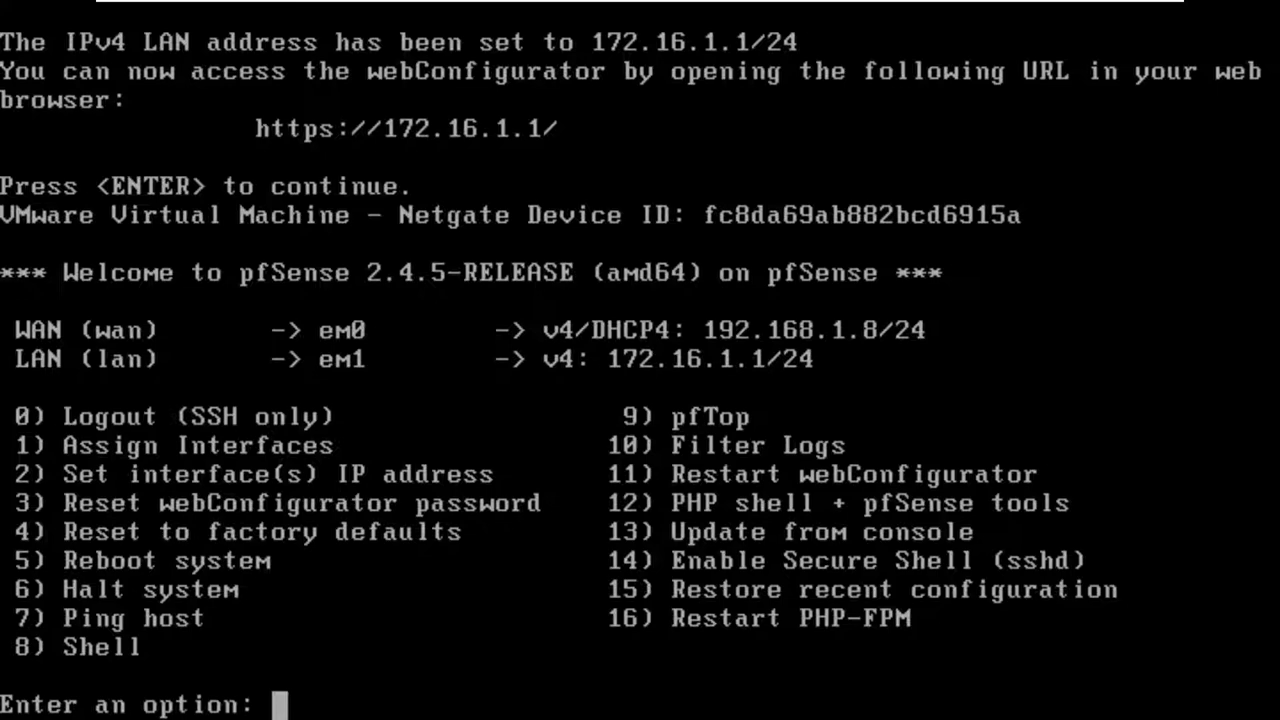 The IPv4 LAN address has been set to 172.16.1.1/24
You can now access the webConfigurator by opening the following URL in your web
browser:
https://172.16.1.1/
Press <ENTER> to continue.
VMware Virtual Machine - Netgate Device ID: fc8da69ab882bcd6915a
*** Welcome to pfSense 2.4.5-RELEASE (amd64) on pfSense ***
WAN (wan) -> em0 -> v4/DHCP4: 192.168.1.8/24
LAN (lan) -> em1 -> v4: 172.16.1.1/24
0) Logout (SSH only) 9) pfTop
1) Assign Interfaces 10) Filter Logs
2) Set interface(s) IP address 11) Restart webConfigurator
3) Reset webConfigurator password 12) PHP shell + pfSense tools
4) Reset to factory defaults 13) Update from console
5) Reboot system 14) Enable Secure Shell (sshd)
6) Halt system 15) Restore recent configuration
7) Ping host 16) Restart PHP-FPM
8) Shell
Enter an option: